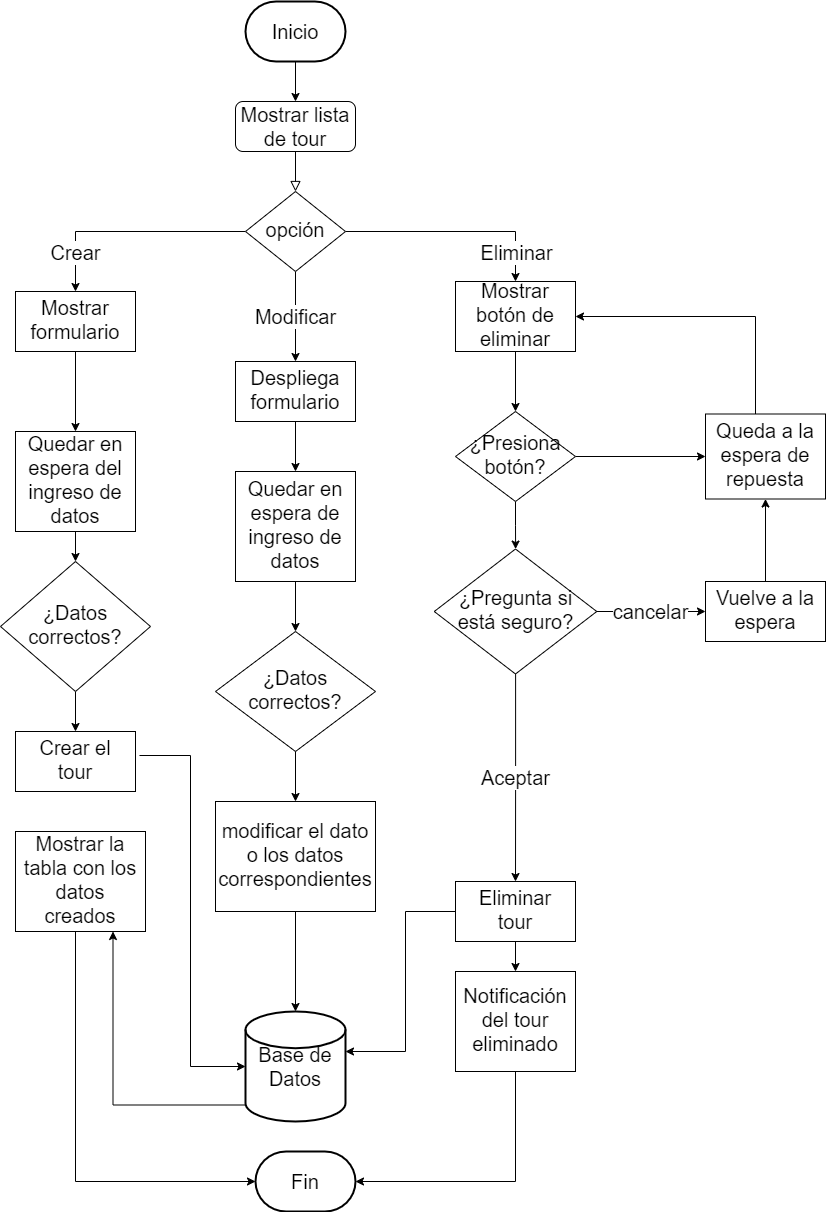 Inicio
Mostrar lista
de tour
opción
Crear
Eliminar
Modificar
Mostrar
formulario
Quedar en
espera del
ingreso de
datos
¿Datos
correctos?
Crear el
tour
Mostrar la
tabla con los
datos
creados
Despliega
formulario
Quedar en
espera de
ingreso de
datos
¿Datos
correctos?
modificar el dato
o los datos
correspondientes
Base de
Datos
Mostrar
botón de
eliminar
¿Presiona
botón?
Queda a la
espera de
repuesta
¿Pregunta si
está seguro?
cancelar
Vuelve a la
espera
Aceptar
Eliminar
tour
Notificación
del tour
eliminado
Fin